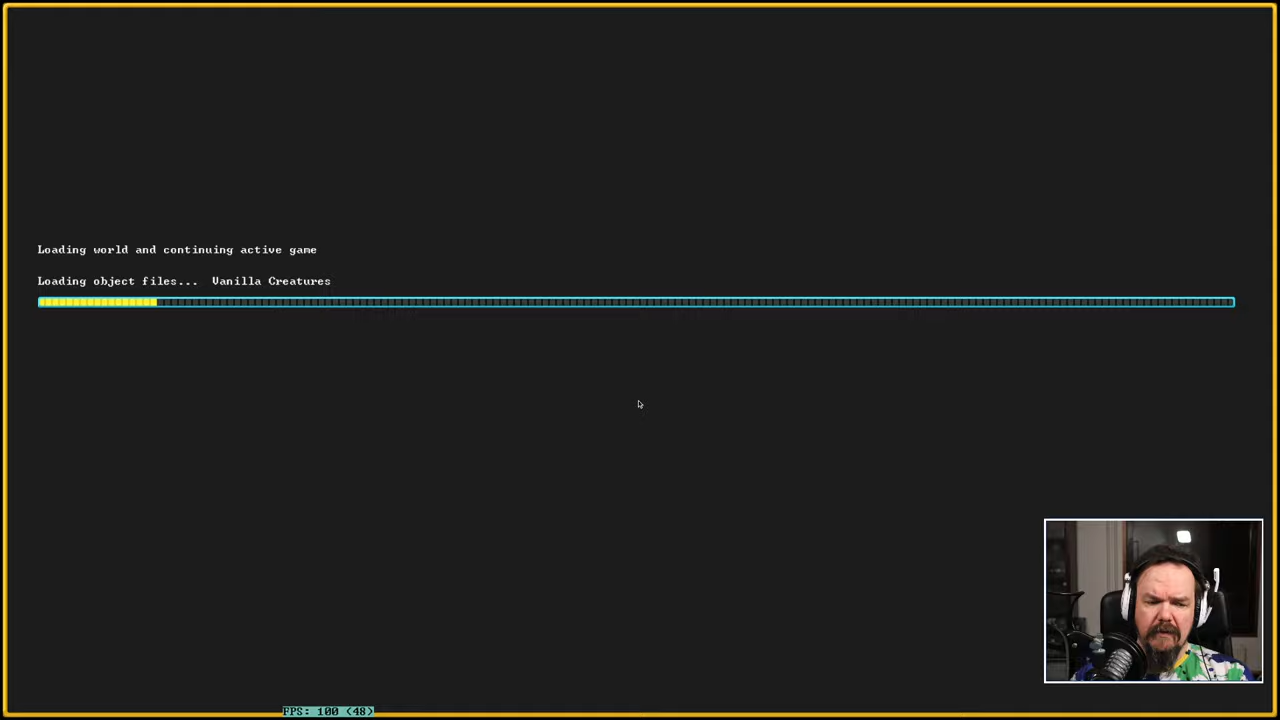 Loading world and continuing active game
Loading object files... Vanilla Creatures
FPS: 100 (48)